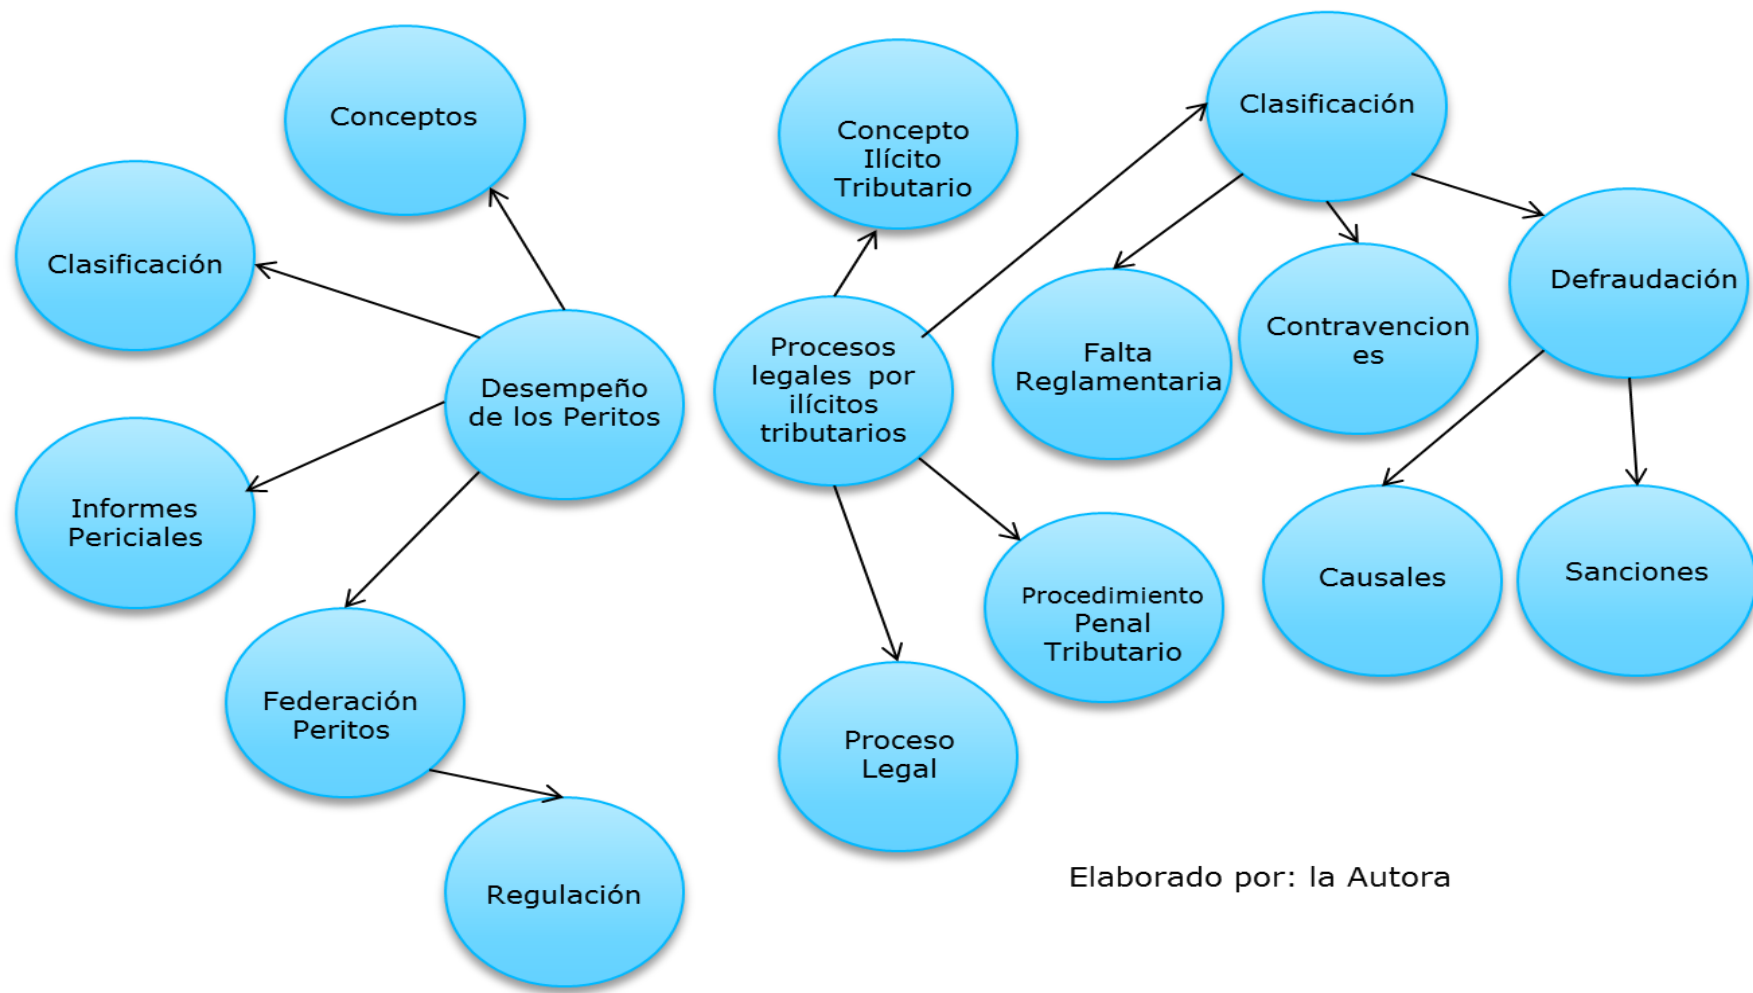 Conceptos
Clasificación
Desempeño
de los Peritos
Informes
Periciales
Federación
Peritos
Regulación
Concepto
Ilícito
Tributario
Procesos
legales por
ilícitos
tributarios
Clasificación
Falta
Reglamentaria
Contravencion
es
Defraudación
Causales
Sanciones
Procedimiento
Penal
Tributario
Proceso
Legal
Elaborado por: la Autora